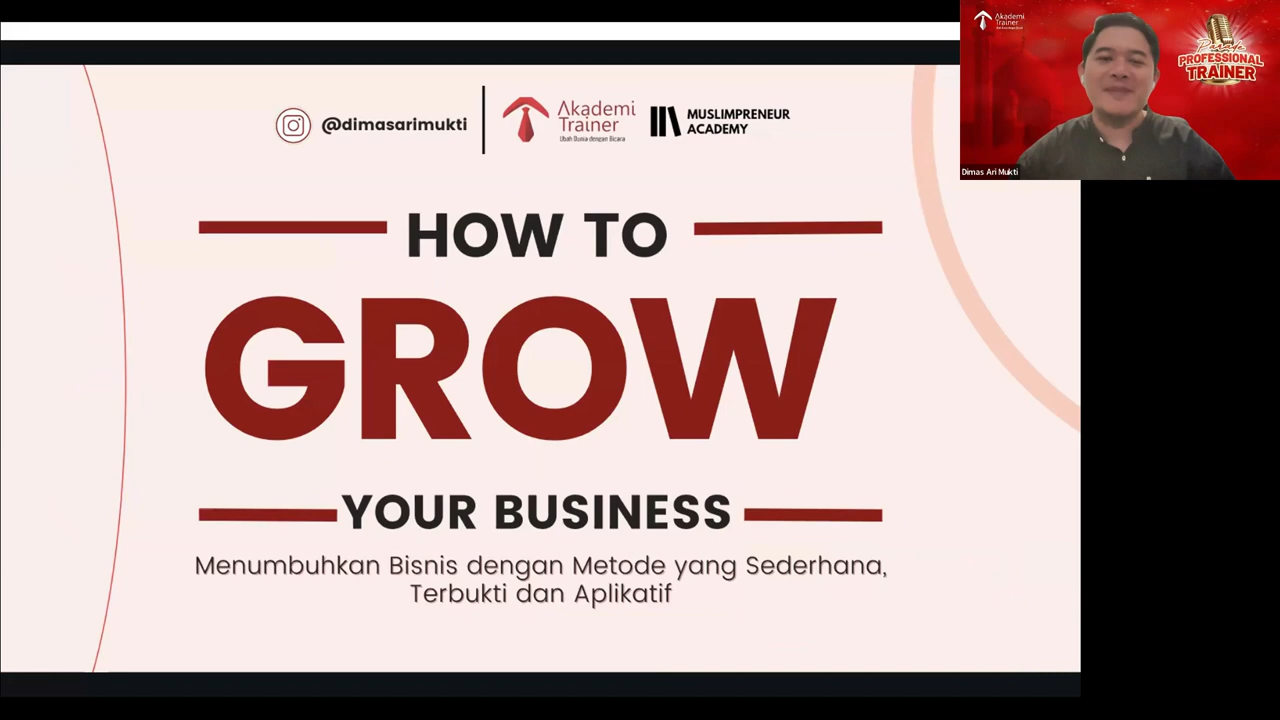 @dimasarimukti
Akademi
Trainer
Ubah Dunia dengan Bicara
MUSLIMPRENEUR
ACADEMY
HOW TO
GROW
YOUR BUSINESS
Menumbuhkan Bisnis dengan Metode yang Sederhana,
Terbukti dan Aplikatif
Akademi
Trainer
PROFESSIONAL
TRAINER
Dimas Ari Mukti